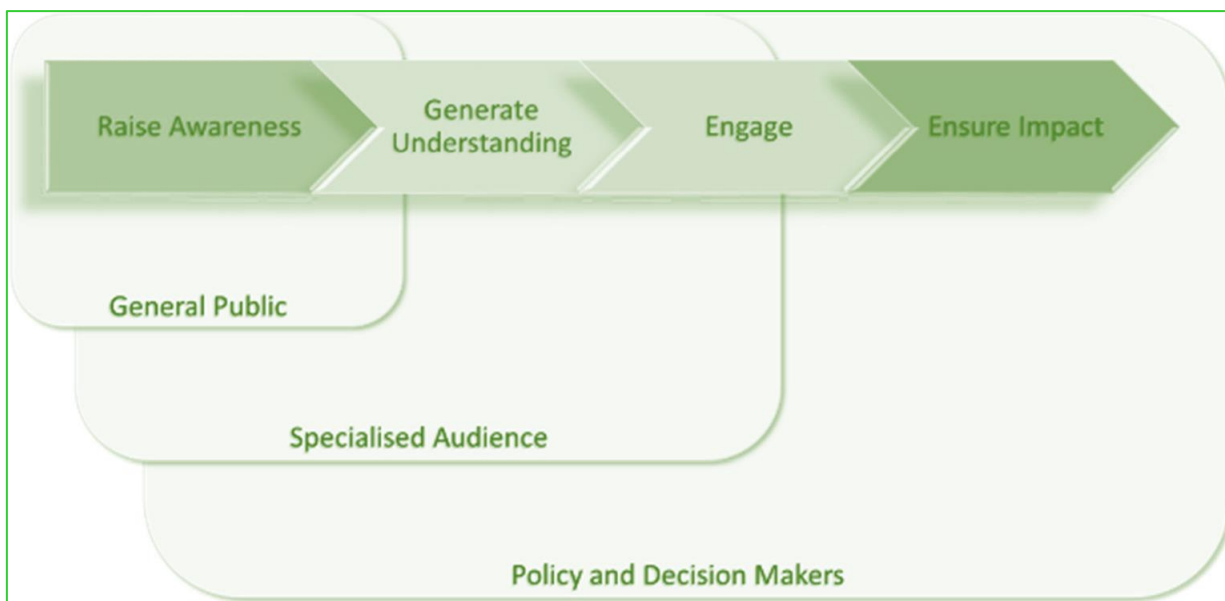 Raise Awareness
Generate
Understanding
Engage
Ensure Impact
General Public
Specialised Audience
Policy and Decision Makers